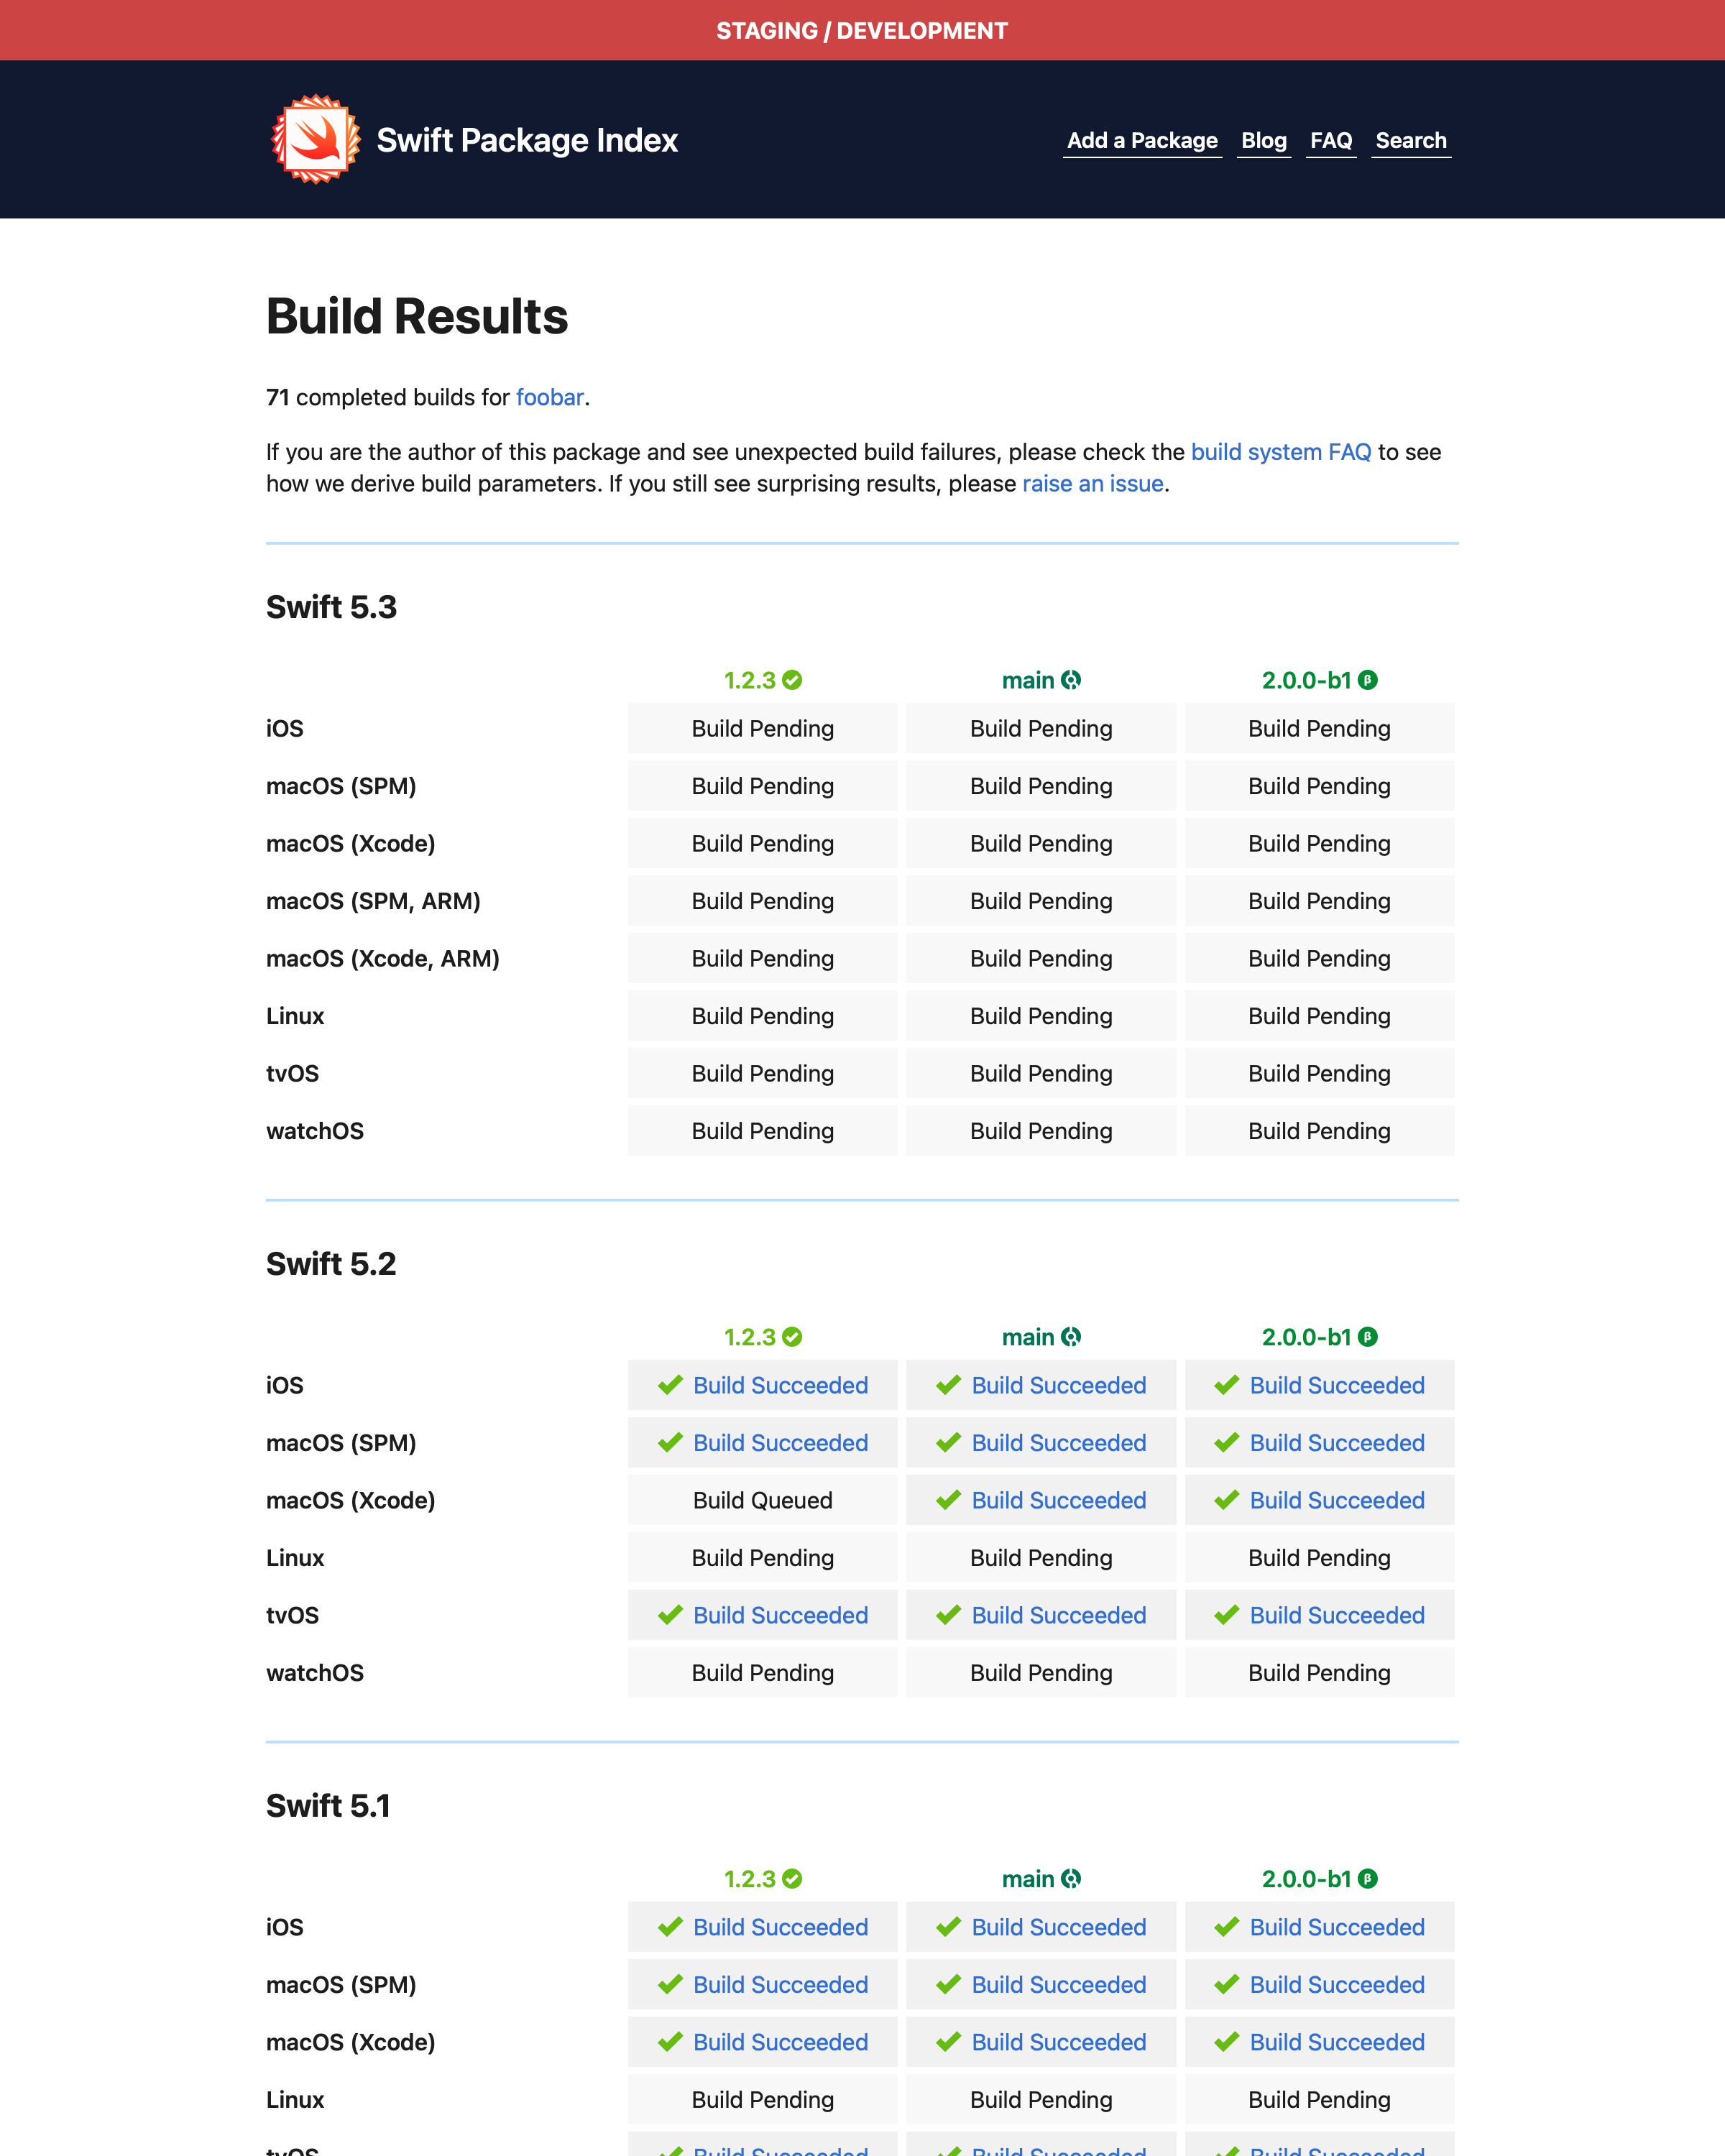 STAGING / DEVELOPMENT
Swift Package Index
Add a Package Blog FAQ Search
Build Results
71 completed builds for foobar.
If you are the author of this package and see unexpected build failures, please check the build system FAQ to see
how we derive build parameters. If you still see surprising results, please raise an issue.
Swift 5.3
1.2.3 main 2.0.0-b1 β
iOS Build Pending Build Pending Build Pending
macOS (SPM) Build Pending Build Pending Build Pending
macOS (Xcode) Build Pending Build Pending Build Pending
macOS (SPM, ARM) Build Pending Build Pending Build Pending
macOS (Xcode, ARM) Build Pending Build Pending Build Pending
Linux Build Pending Build Pending Build Pending
tvOS Build Pending Build Pending Build Pending
watchOS Build Pending Build Pending Build Pending
Swift 5.2
1.2.3 main 2.0.0-b1 β
iOS Build Succeeded Build Succeeded Build Succeeded
macOS (SPM) Build Succeeded Build Succeeded Build Succeeded
macOS (Xcode) Build Queued Build Succeeded Build Succeeded
Linux Build Pending Build Pending Build Pending
tvOS Build Succeeded Build Succeeded Build Succeeded
watchOS Build Pending Build Pending Build Pending
Swift 5.1
1.2.3 main 2.0.0-b1 β
iOS Build Succeeded Build Succeeded Build Succeeded
macOS (SPM) Build Succeeded Build Succeeded Build Succeeded
macOS (Xcode) Build Succeeded Build Succeeded Build Succeeded
Linux Build Pending Build Pending Build Pending
tvOS Build Succeeded Build Succeeded Build Succeeded